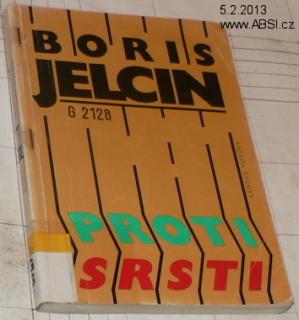 5.2.2013
www.ABSI.cz
BORIS
JELCIN
G 2128
PROTI
SRSTI